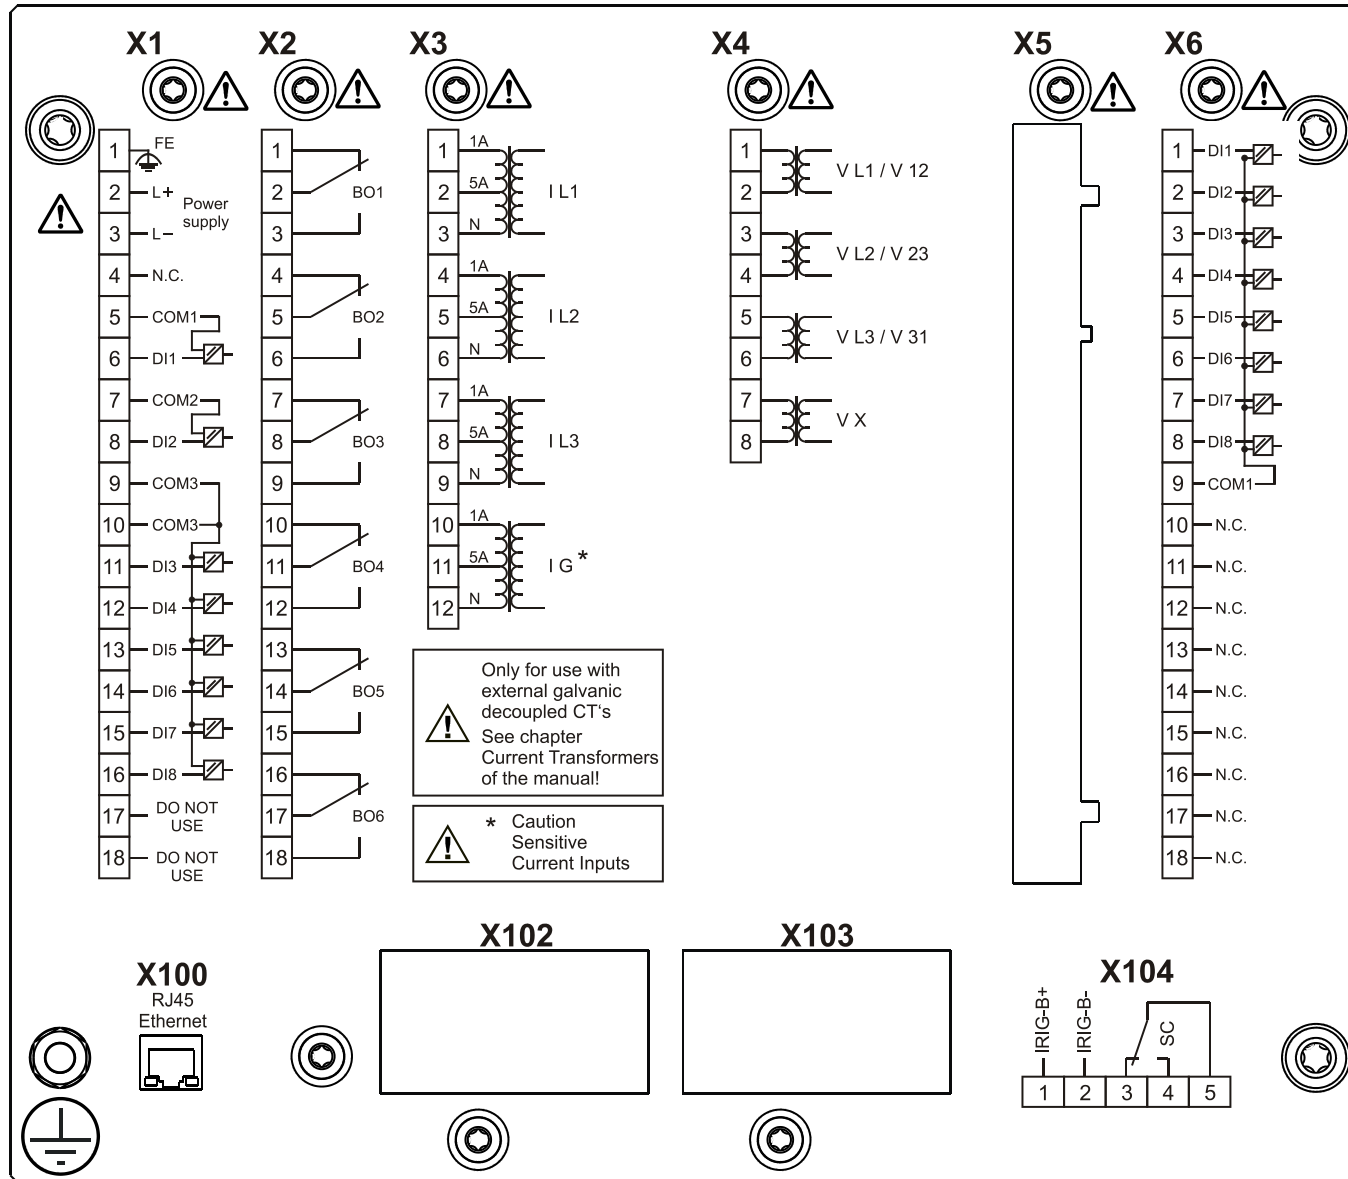 X1
X2
X3
X4
X5
X6
1 FE
2 L+
Power
supply
3 L-
4 N.C.
5 COM1
6 DI1
7 COM2
8 DI2
9 COM3
10 COM3
11 DI3
12 DI4
13 DI5
14 DI6
15 DI7
16 DI8
17 DO NOT
USE
18 DO NOT
USE
1
2 BO1
3
4
5 BO2
6
7
8 BO3
9
10
11 BO4
12
13
14 BO5
15
16
17 BO6
18
1 1A
2 5A I L1
3 N
4 1A
5 5A I L2
6 N
7 1A
8 5A I L3
9 N
10 1A
11 5A I G *
12 N
Only for use with
external galvanic
decoupled CT‘s
See chapter
Current Transformers
of the manual!
* Caution
Sensitive
Current Inputs
1
V L1 / V 12
2
3
V L2 / V 23
4
5
V L3 / V 31
6
7
V X
8
1 DI1
2 DI2
3 DI3
4 DI4
5 DI5
6 DI6
7 DI7
8 DI8
9 COM1
10 N.C.
11 N.C.
12 N.C.
13 N.C.
14 N.C.
15 N.C.
16 N.C.
17 N.C.
18 N.C.
X100
RJ45
Ethernet
X102
X103
X104
IRIG-B+
IRIG-B-
SC
1 2 3 4 5